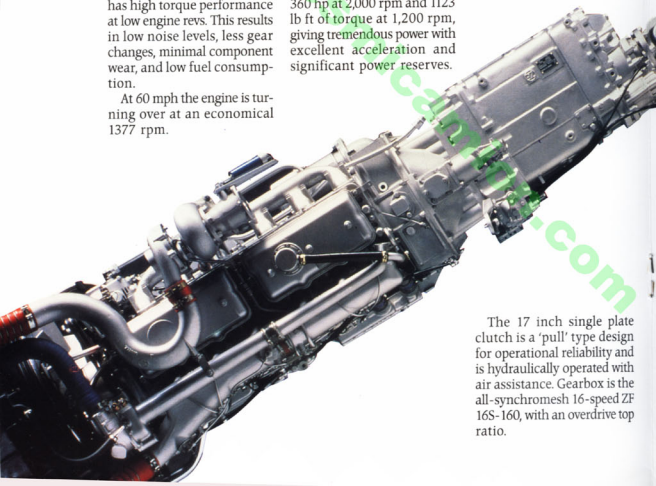 has high torque performance
at low engine revs. This results
in low noise levels, less gear
changes, minimal component
wear, and low fuel consump-
tion.
At 60 mph the engine is tur-
ning over at an economical
1377 rpm.
360 hp at 2,000 rpm and 1123
lb ft of torque at 1,200 rpm,
giving tremendous power with
excellent acceleration and
significant power reserves.
The 17 inch single plate
clutch is a 'pull' type design
for operational reliability and
is hydraulically operated with
air assistance. Gearbox is the
all-synchromesh 16-speed ZF
16S-160, with an overdrive top
ratio.